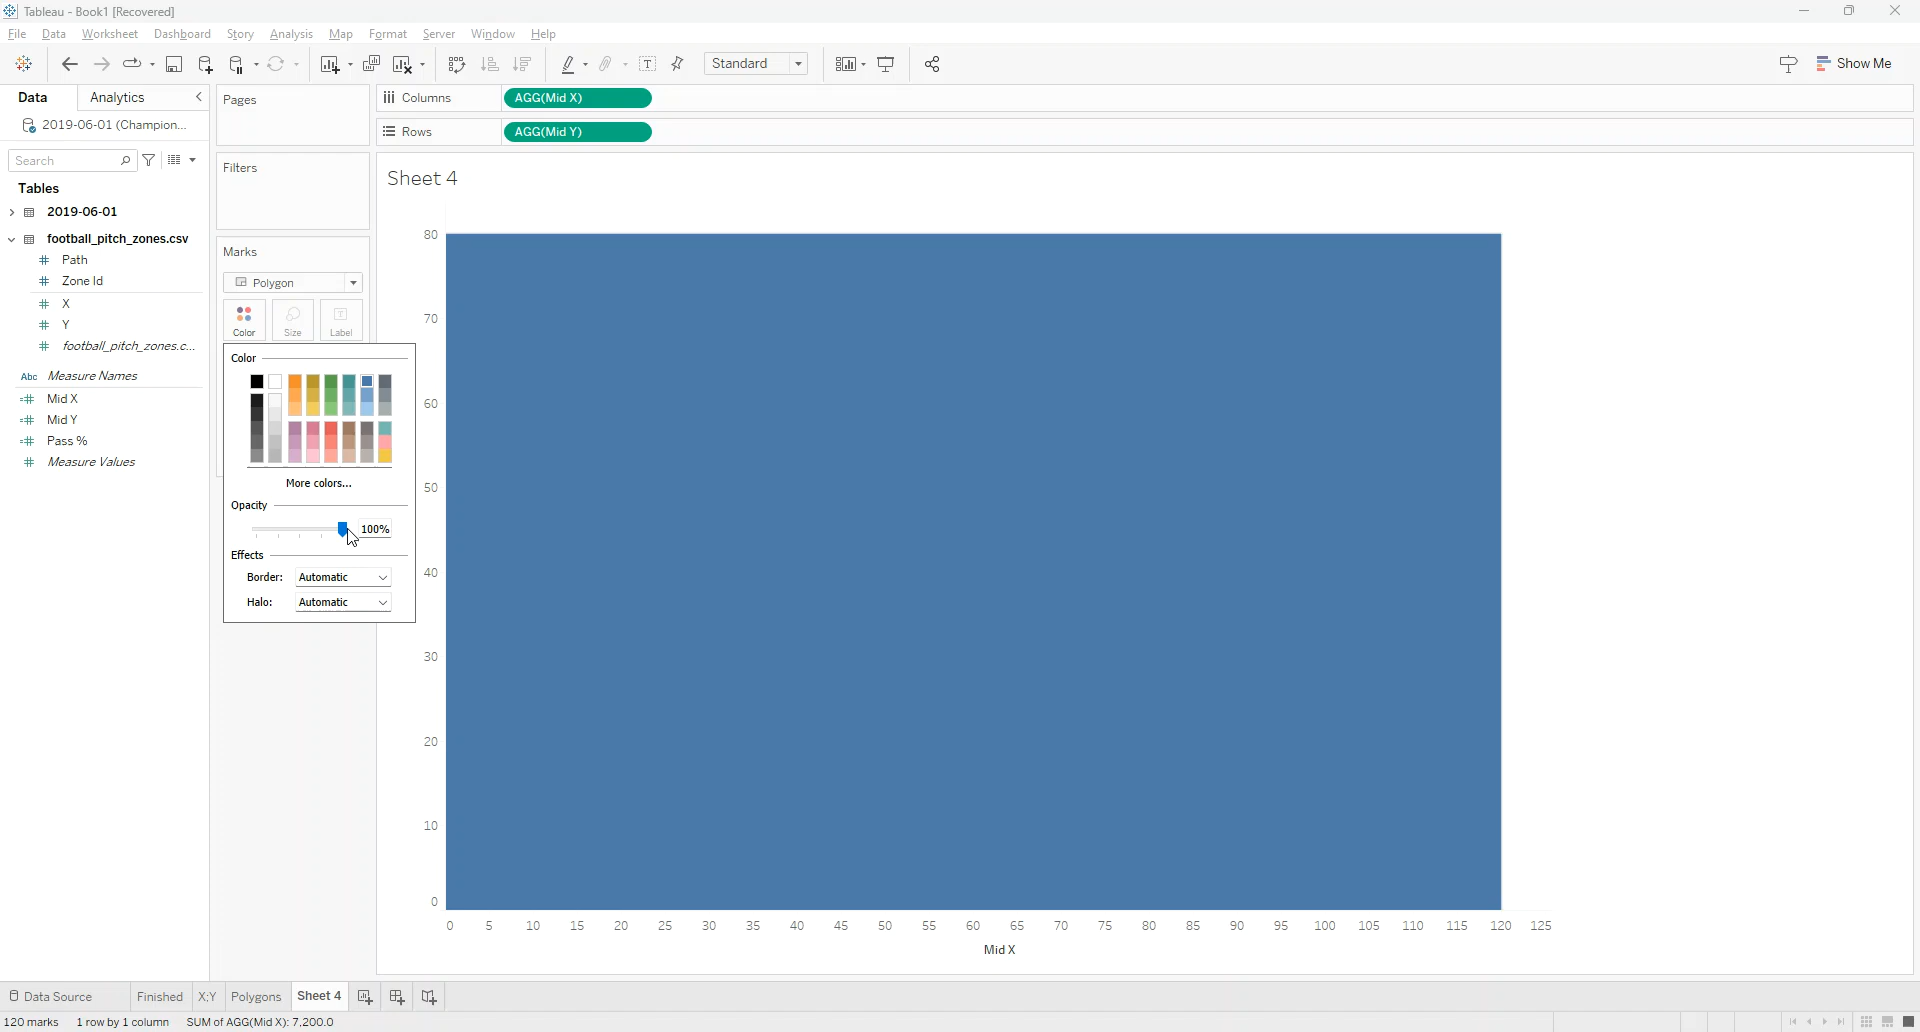 Tableau - Book1 [Recovered]
File Data Worksheet Dashboard Story Analysis Map Format Server Window Help
Standard
Show Me
Data Analytics
2019-06-01 (Champion...
Search
Tables
2019-06-01
football_pitch_zones.csv
# Path
# Zone Id
# X
# Y
# football_pitch_zones.c...
Abc Measure Names
=# Mid X
=# Mid Y
=# Pass %
# Measure Values
Pages
Filters
Marks
Polygon
Color Size Label
Color
More colors...
Opacity
100%
Effects
Border: Automatic
Halo: Automatic
Columns AGG(Mid X)
Rows AGG(Mid Y)
Sheet 4
80
70
60
50
40
30
20
10
0
0 5 10 15 20 25 30 35 40 45 50 55 60 65 70 75 80 85 90 95 100 105 110 115 120 125
Mid X
Data Source Finished X:Y Polygons Sheet 4
120 marks 1 row by 1 column SUM of AGG(Mid X): 7,200.0